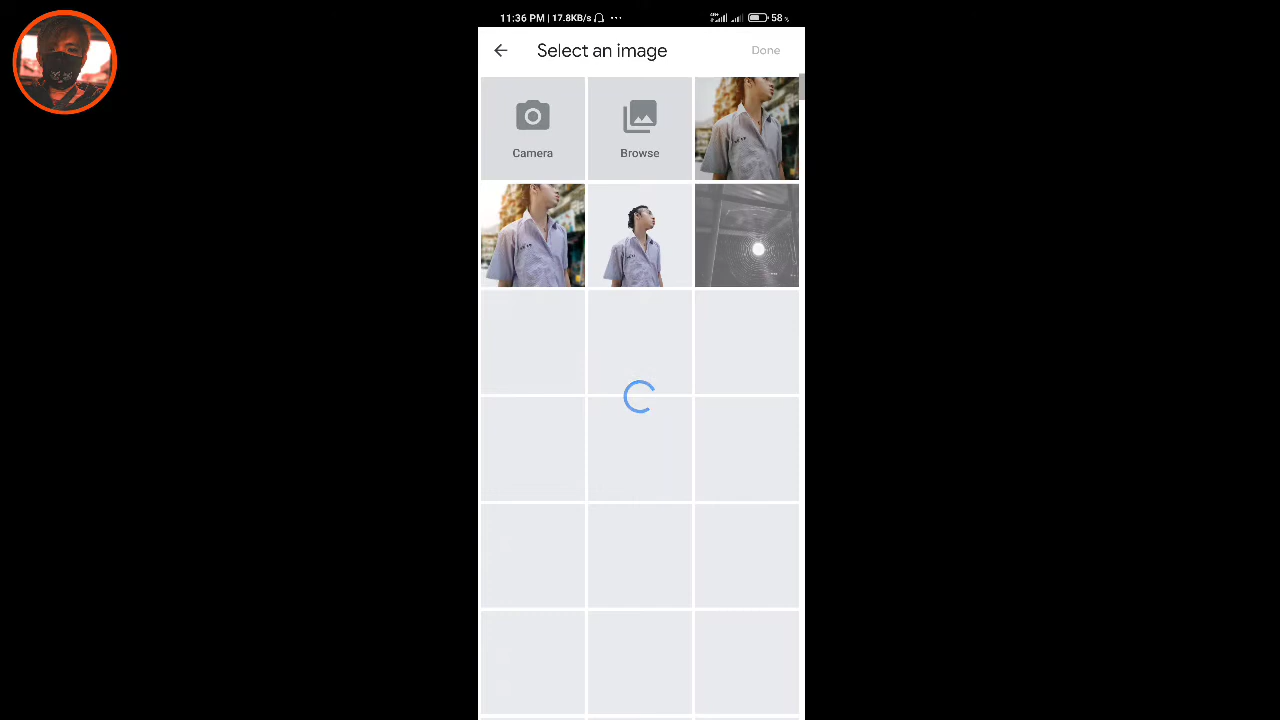 11:36 PM | 17.8KB/s ... 58 %
Select an image
Done
Camera
Browse